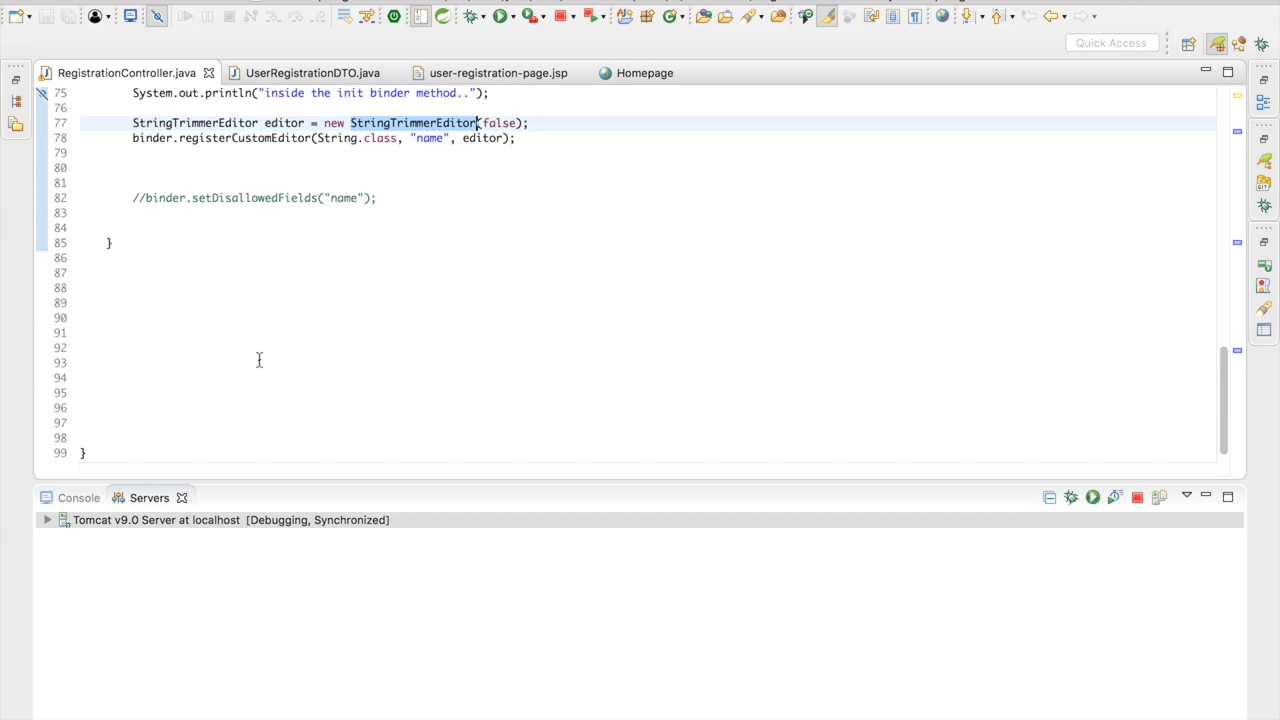 Quick Access
RegistrationController.java
UserRegistrationDTO.java
user-registration-page.jsp
Homepage
75 System.out.println("inside the init binder method..");
76
77 StringTrimmerEditor editor = new StringTrimmerEditor(false);
78 binder.registerCustomEditor(String.class, "name", editor);
79
80
81
82 //binder.setDisallowedFields("name");
83
84
85 }
86
87
88
89
90
91
92
93
94
95
96
97
98
99 }
Console
Servers
Tomcat v9.0 Server at localhost [Debugging, Synchronized]